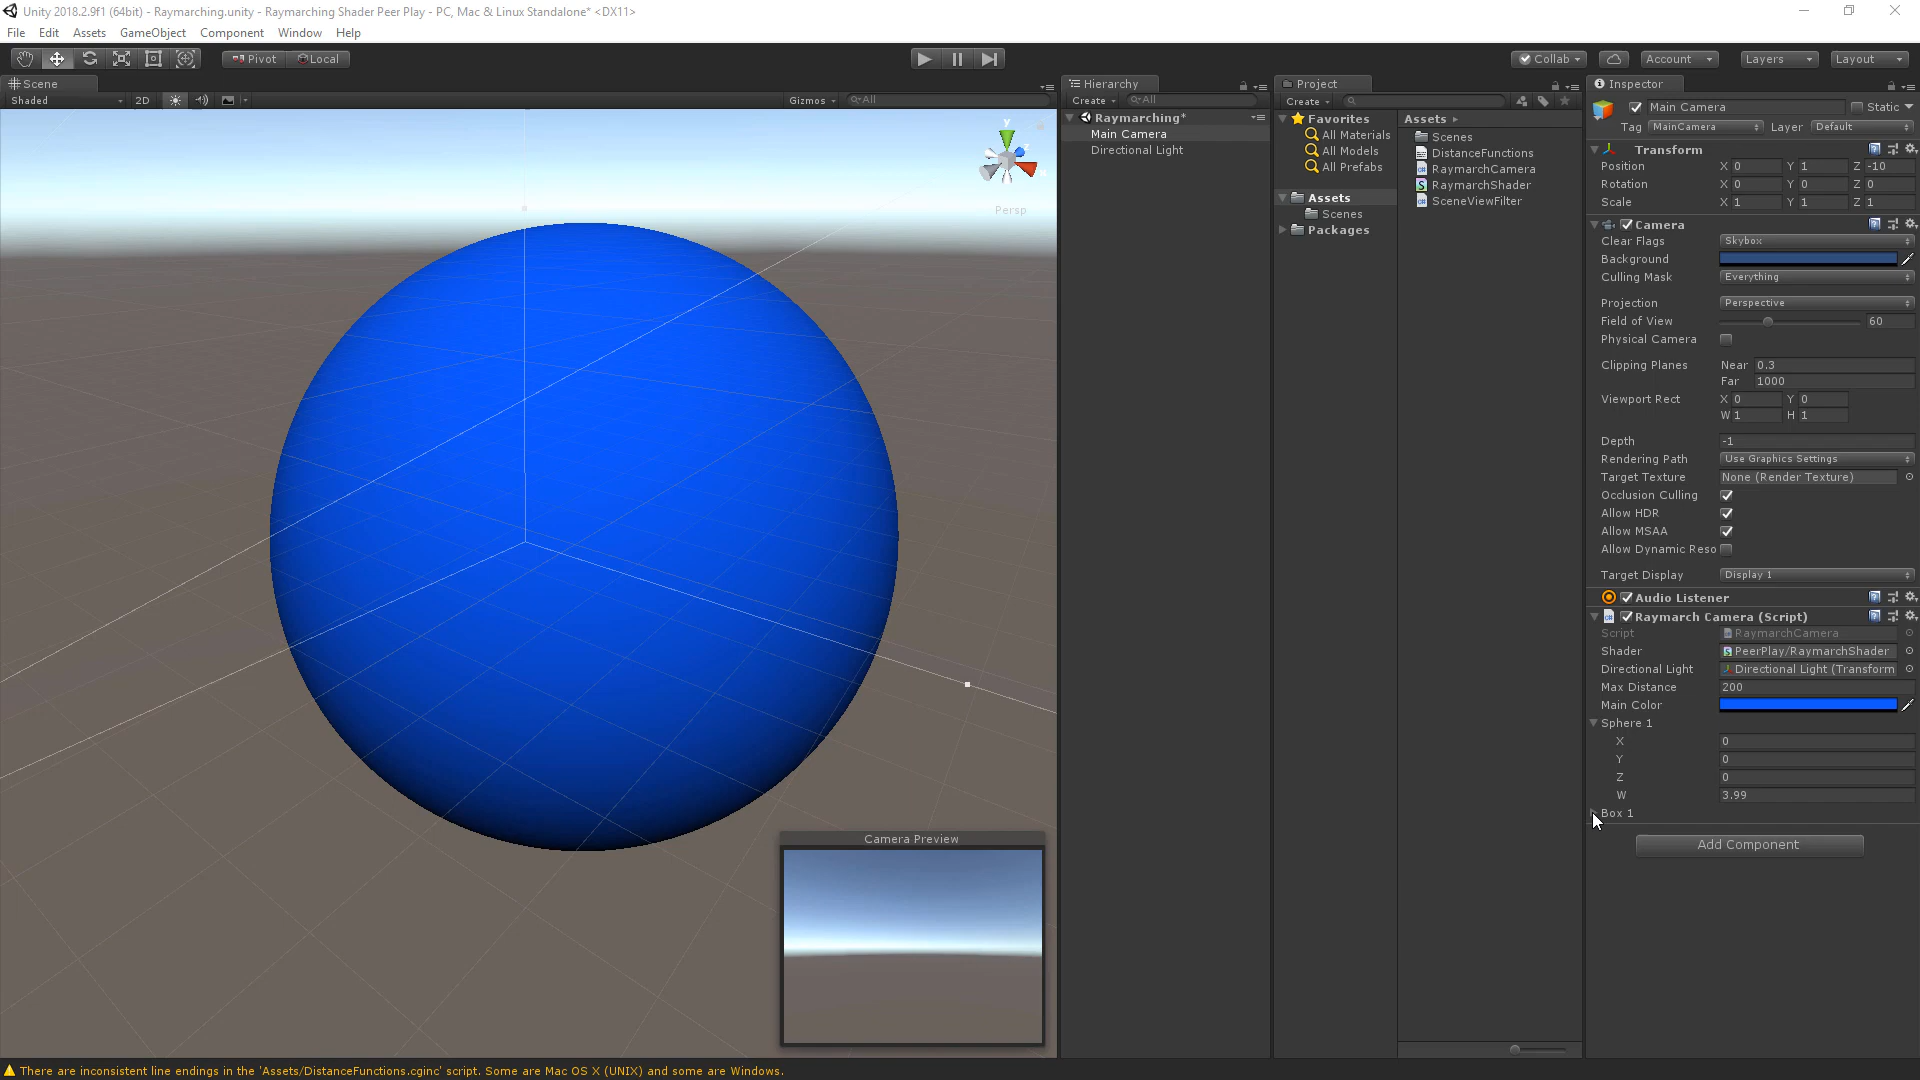 Unity 2018.2.9f1 (64bit) - Raymarching.unity - Raymarching Shader Peer Play - PC, Mac & Linux Standalone* <DX11>
File Edit Assets GameObject Component Window Help
Pivot Local Collab Account Layers Layout
Scene
Shaded 2D Gizmos All
y
x
z
Persp
Camera Preview
Hierarchy
Create All
Raymarching*
Main Camera
Directional Light
Project
Create
Favorites
All Materials
All Models
All Prefabs
Assets
Scenes
Packages
Assets
Scenes
DistanceFunctions
RaymarchCamera
RaymarchShader
SceneViewFilter
Inspector
Main Camera Static
Tag MainCamera Layer Default
Transform
Position X 0 Y 1 Z -10
Rotation X 0 Y 0 Z 0
Scale X 1 Y 1 Z 1
Camera
Clear Flags Skybox
Background
Culling Mask Everything
Projection Perspective
Field of View 60
Physical Camera
Clipping Planes Near 0.3
Far 1000
Viewport Rect X 0 Y 0
W 1 H 1
Depth -1
Rendering Path Use Graphics Settings
Target Texture None (Render Texture)
Occlusion Culling
Allow HDR
Allow MSAA
Allow Dynamic Reso
Target Display Display 1
Audio Listener
Raymarch Camera (Script)
Script RaymarchCamera
Shader PeerPlay/RaymarchShader
Directional Light Directional Light (Transform
Max Distance 200
Main Color
Sphere 1
X 0
Y 0
Z 0
W 3.99
Box 1
Add Component
There are inconsistent line endings in the 'Assets/DistanceFunctions.cginc' script. Some are Mac OS X (UNIX) and some are Windows.